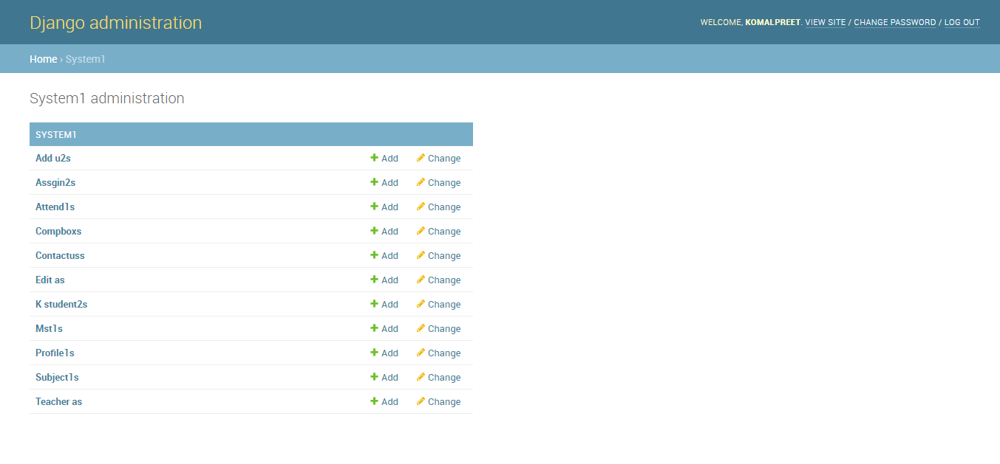 Django administration
WELCOME, KOMALPREET. VIEW SITE / CHANGE PASSWORD / LOG OUT
Home › System1
System1 administration
SYSTEM1
Add u2s Add Change
Assgin2s Add Change
Attend1s Add Change
Compboxs Add Change
Contactuss Add Change
Edit as Add Change
K student2s Add Change
Mst1s Add Change
Profile1s Add Change
Subject1s Add Change
Teacher as Add Change